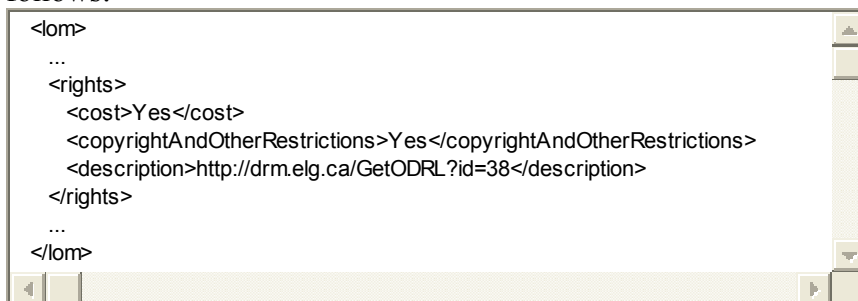 <lom>
...
<rights>
<cost>Yes</cost>
<copyrightAndOtherRestrictions>Yes</copyrightAndOtherRestrictions>
<description>http://drm.elg.ca/GetODRL?id=38</description>
</rights>
...
</lom>